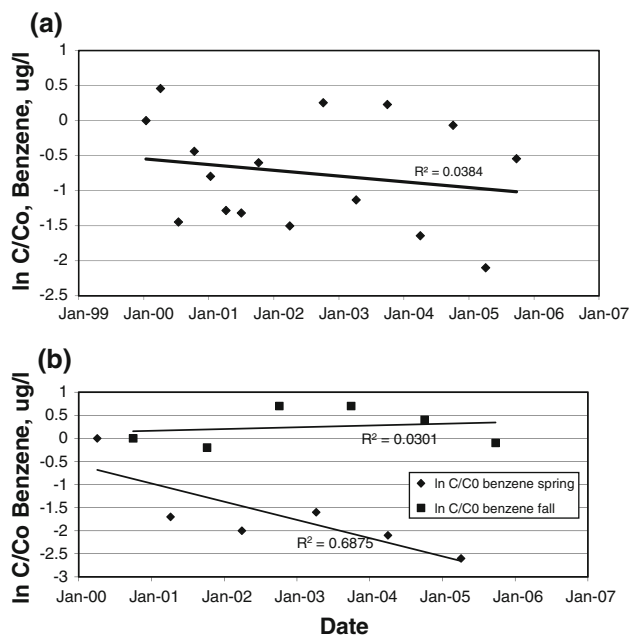 (a)
ln C/Co, Benzene, ug/l
1
0.5
0
-0.5
-1
-1.5
-2
-2.5
R² = 0.0384
Jan-99 Jan-00 Jan-01 Jan-02 Jan-03 Jan-04 Jan-05 Jan-06 Jan-07
(b)
ln C/Co Benzene, ug/l
1
0.5
0
-0.5
-1
-1.5
-2
-2.5
-3
R² = 0.0301
ln C/C0 benzene spring
ln C/C0 benzene fall
R² = 0.6875
Jan-00 Jan-01 Jan-02 Jan-03 Jan-04 Jan-05 Jan-06 Jan-07
Date